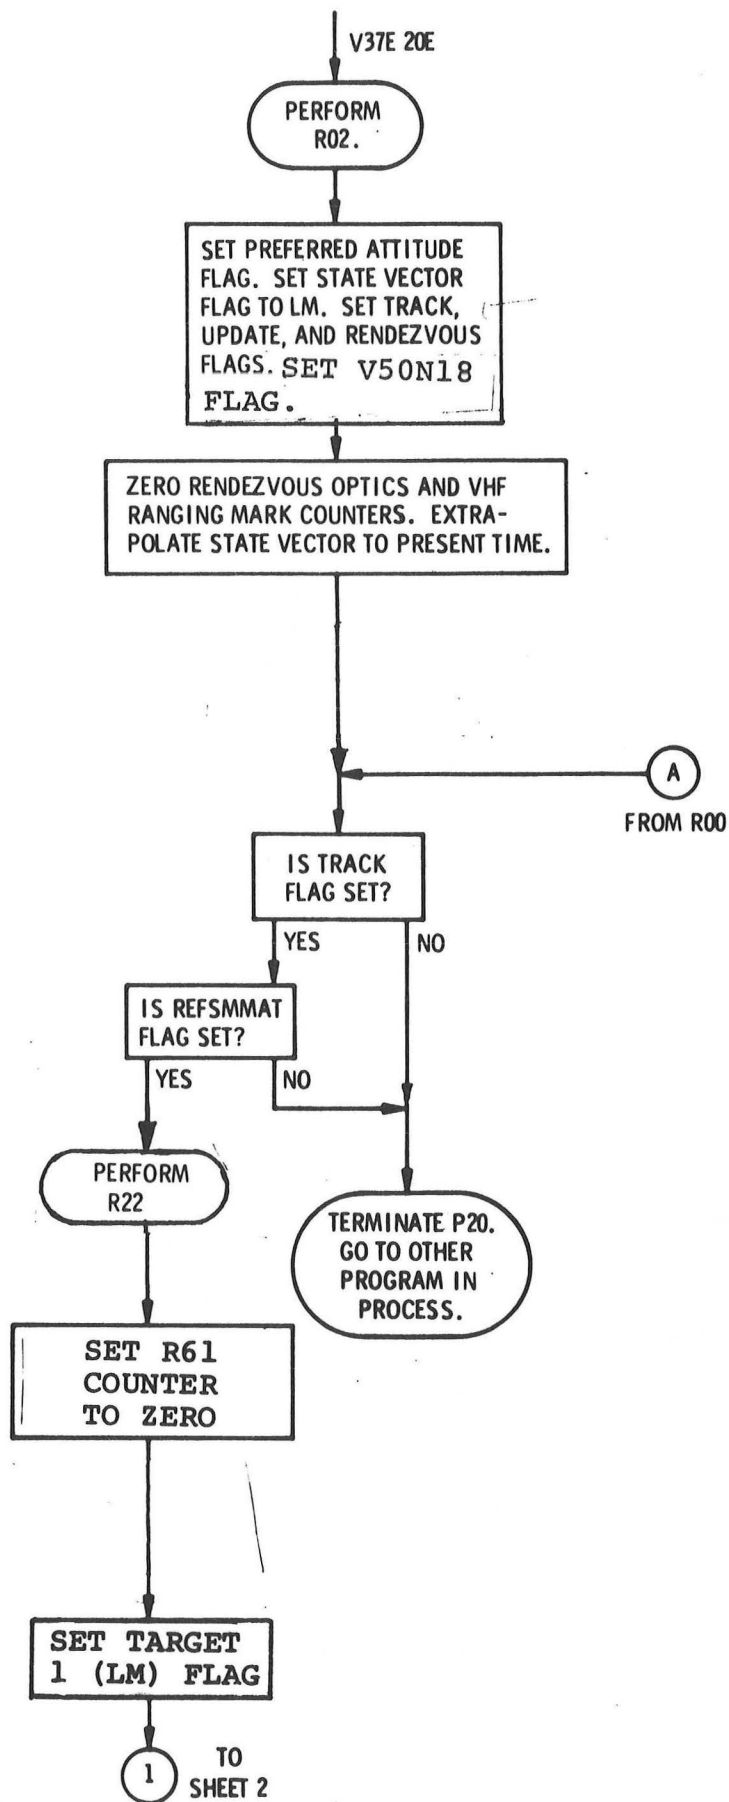 V37E 20E
PERFORM
R02.
SET PREFERRED ATTITUDE
FLAG. SET STATE VECTOR
FLAG TO LM. SET TRACK,
UPDATE, AND RENDEZVOUS
FLAGS. SET V50N18
FLAG.
ZERO RENDEZVOUS OPTICS AND VHF
RANGING MARK COUNTERS. EXTRA-
POLATE STATE VECTOR TO PRESENT TIME.
A
FROM R00
IS TRACK
FLAG SET?
YES
NO
IS REFSMMAT
FLAG SET?
YES
NO
PERFORM
R22
TERMINATE P20.
GO TO OTHER
PROGRAM IN
PROCESS.
SET R61
COUNTER
TO ZERO
SET TARGET
1 (LM) FLAG
1
TO
SHEET 2